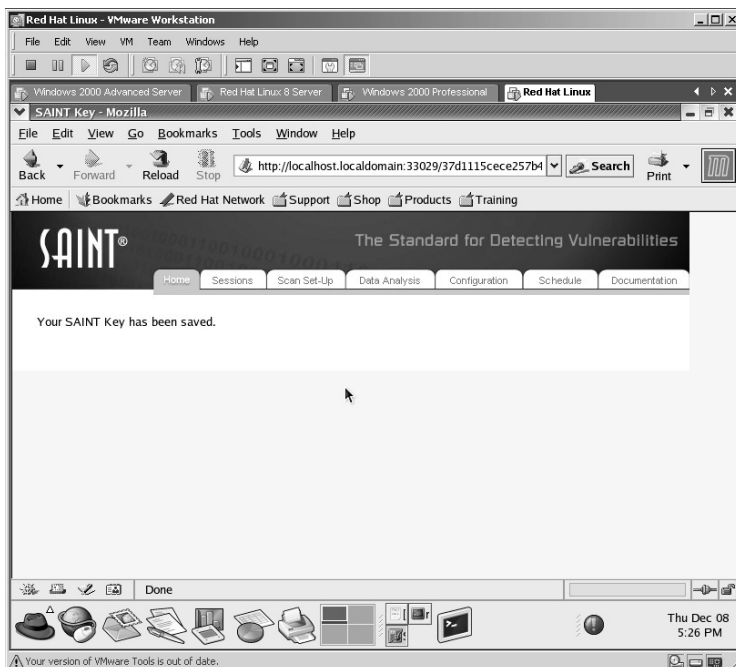 Red Hat Linux - VMware Workstation
File Edit View VM Team Windows Help
Windows 2000 Advanced Server Red Hat Linux 8 Server Windows 2000 Professional Red Hat Linux
SAINT Key - Mozilla
File Edit View Go Bookmarks Tools Window Help
Back Forward Reload Stop http://localhost.localdomain:33029/37d1115cece257b4 Search Print
Home Bookmarks Red Hat Network Support Shop Products Training
SAINT® The Standard for Detecting Vulnerabilities
Home Sessions Scan Set-Up Data Analysis Configuration Schedule Documentation
Your SAINT Key has been saved.
Done
Thu Dec 08
5:26 PM
Your version of VMware Tools is out of date.